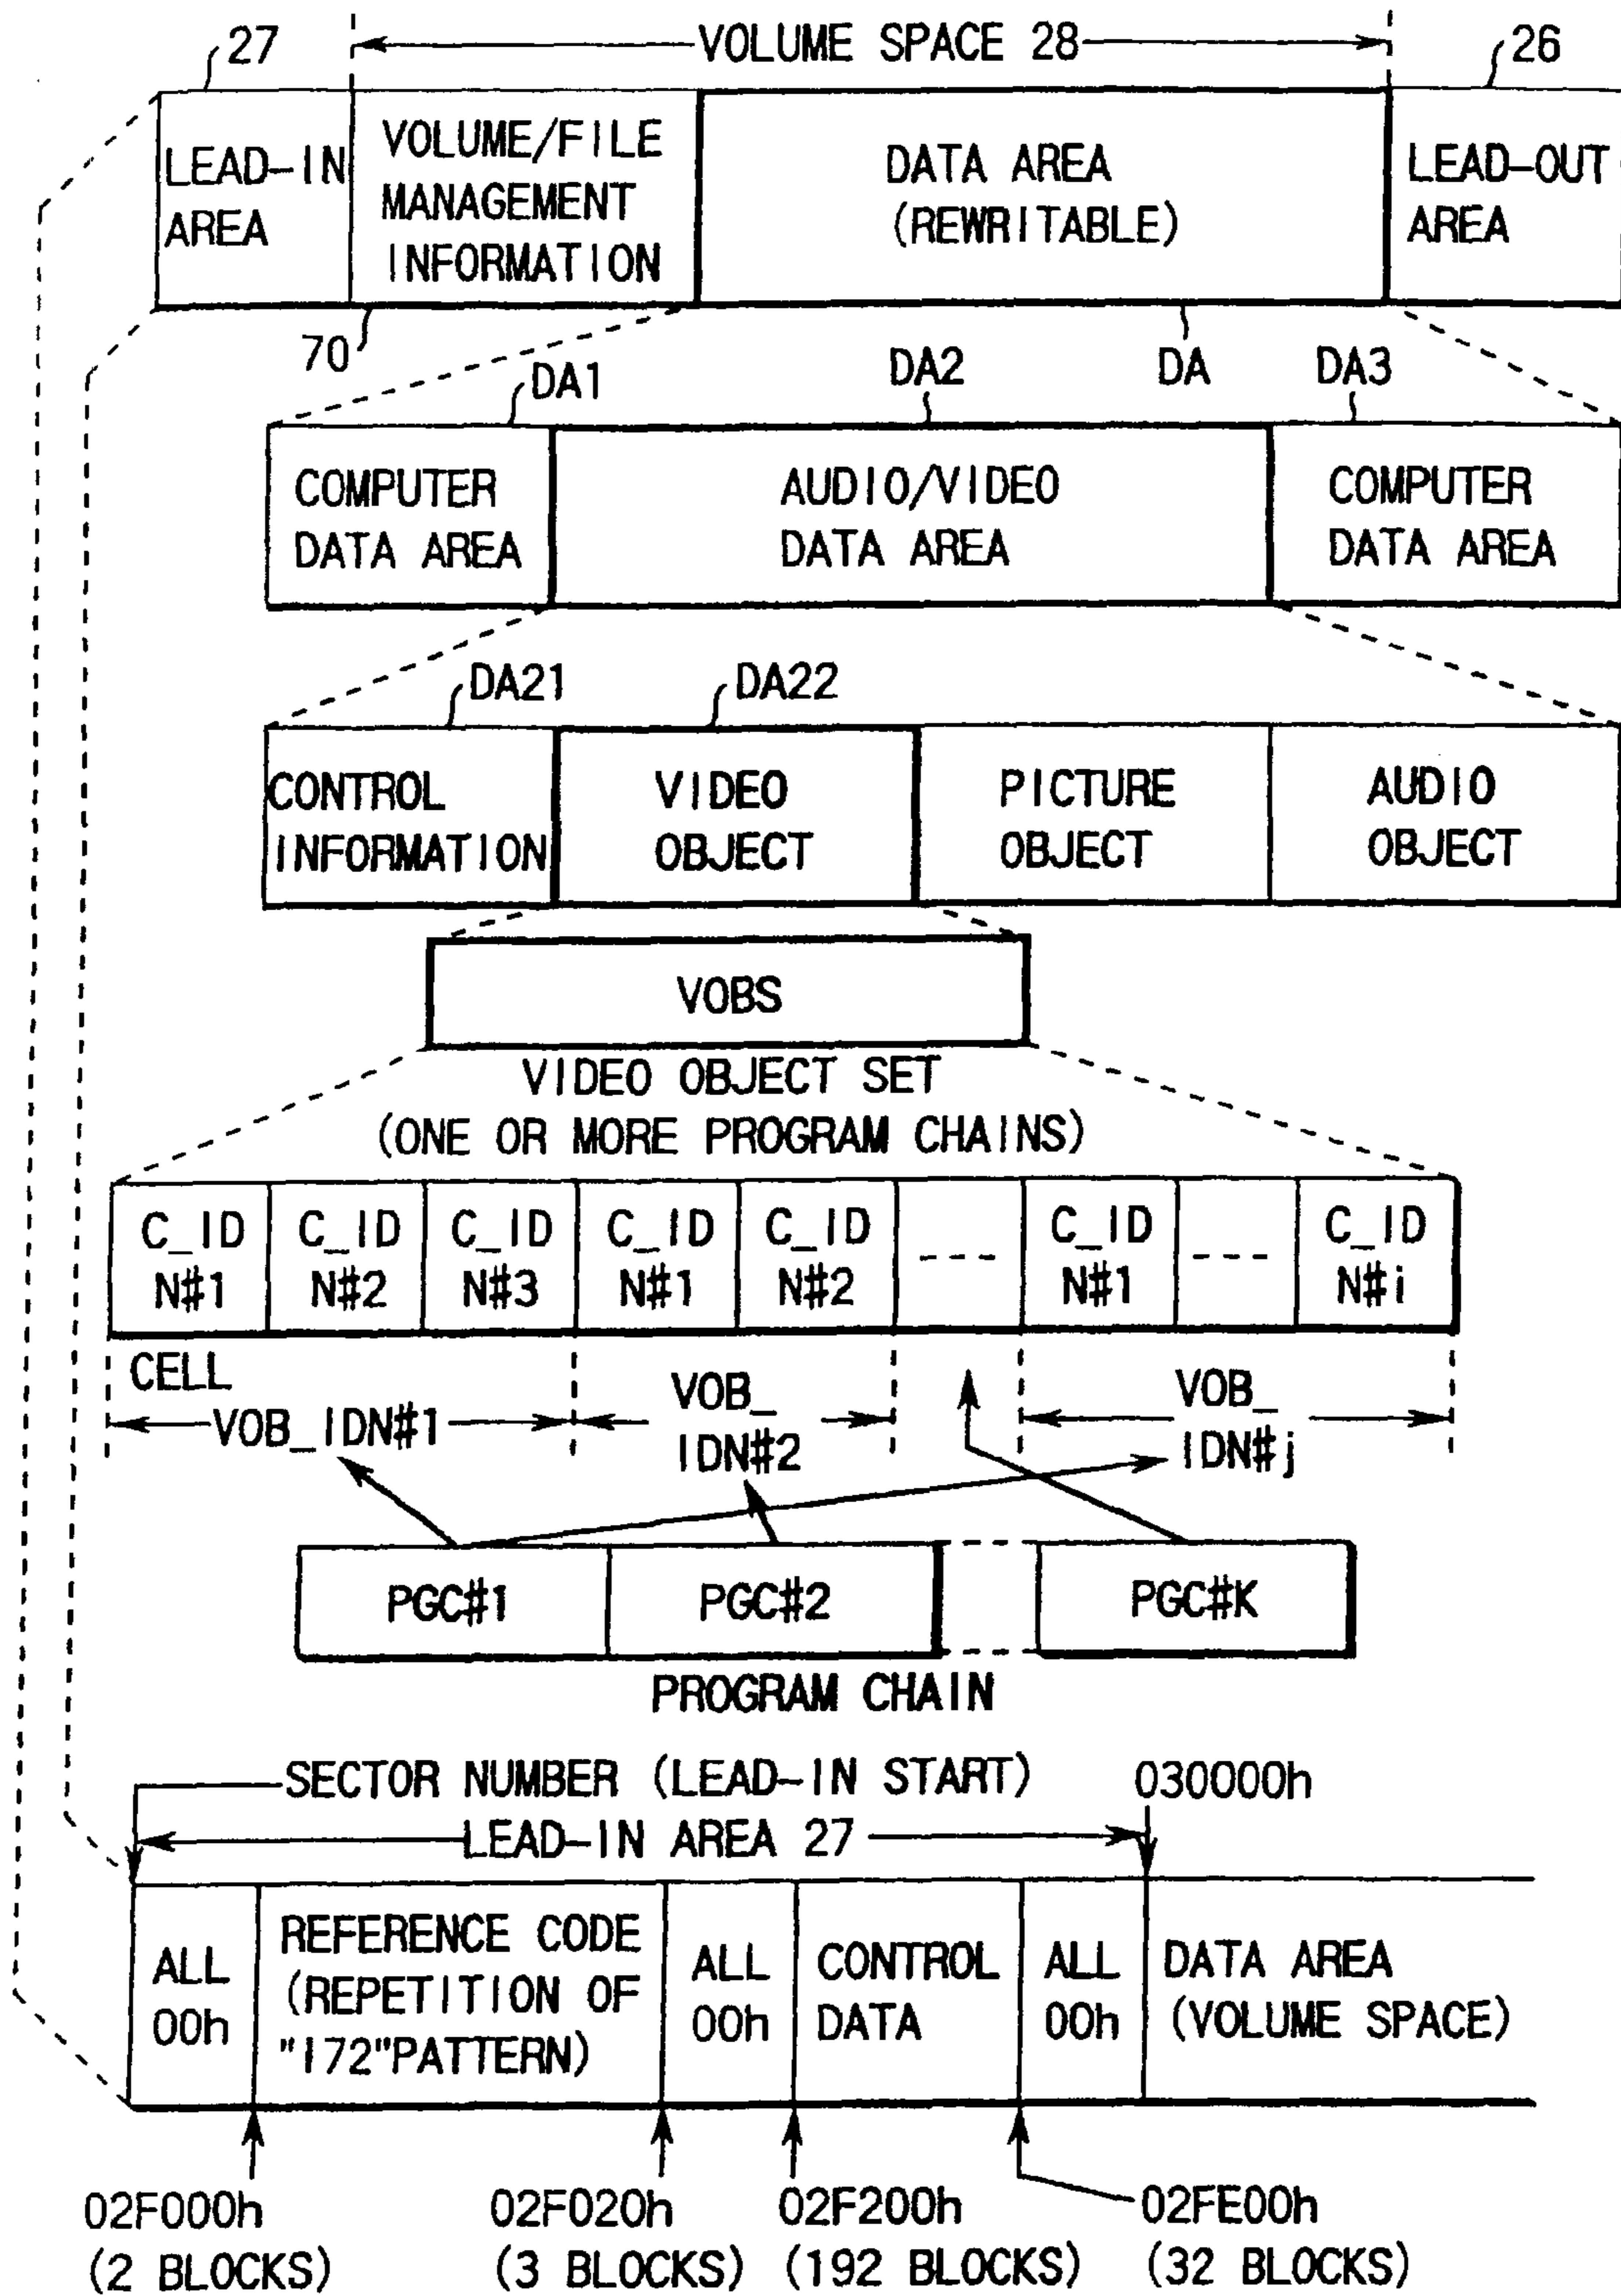 27
VOLUME SPACE 28
26
LEAD-IN
AREA
VOLUME/FILE
MANAGEMENT
INFORMATION
DATA AREA
(REWRITABLE)
LEAD-OUT
AREA
70
DA1
DA2
DA
DA3
COMPUTER
DATA AREA
AUDIO/VIDEO
DATA AREA
COMPUTER
DATA AREA
DA21
DA22
CONTROL
INFORMATION
VIDEO
OBJECT
PICTURE
OBJECT
AUDIO
OBJECT
VOBS
VIDEO OBJECT SET
(ONE OR MORE PROGRAM CHAINS)
C_ID
N#1
C_ID
N#2
C_ID
N#3
C_ID
N#1
C_ID
N#2
----
C_ID
N#1
----
C_ID
N#i
CELL
VOB_IDN#1
VOB_
IDN#2
VOB_
IDN#j
PGC#1
PGC#2
PGC#K
PROGRAM CHAIN
SECTOR NUMBER (LEAD-IN START)
030000h
LEAD-IN AREA 27
ALL
00h
REFERENCE CODE
(REPETITION OF
"172"PATTERN)
ALL
00h
CONTROL
DATA
ALL
00h
DATA AREA
(VOLUME SPACE)
02F000h
(2 BLOCKS)
02F020h
(3 BLOCKS)
02F200h
(192 BLOCKS)
02FE00h
(32 BLOCKS)